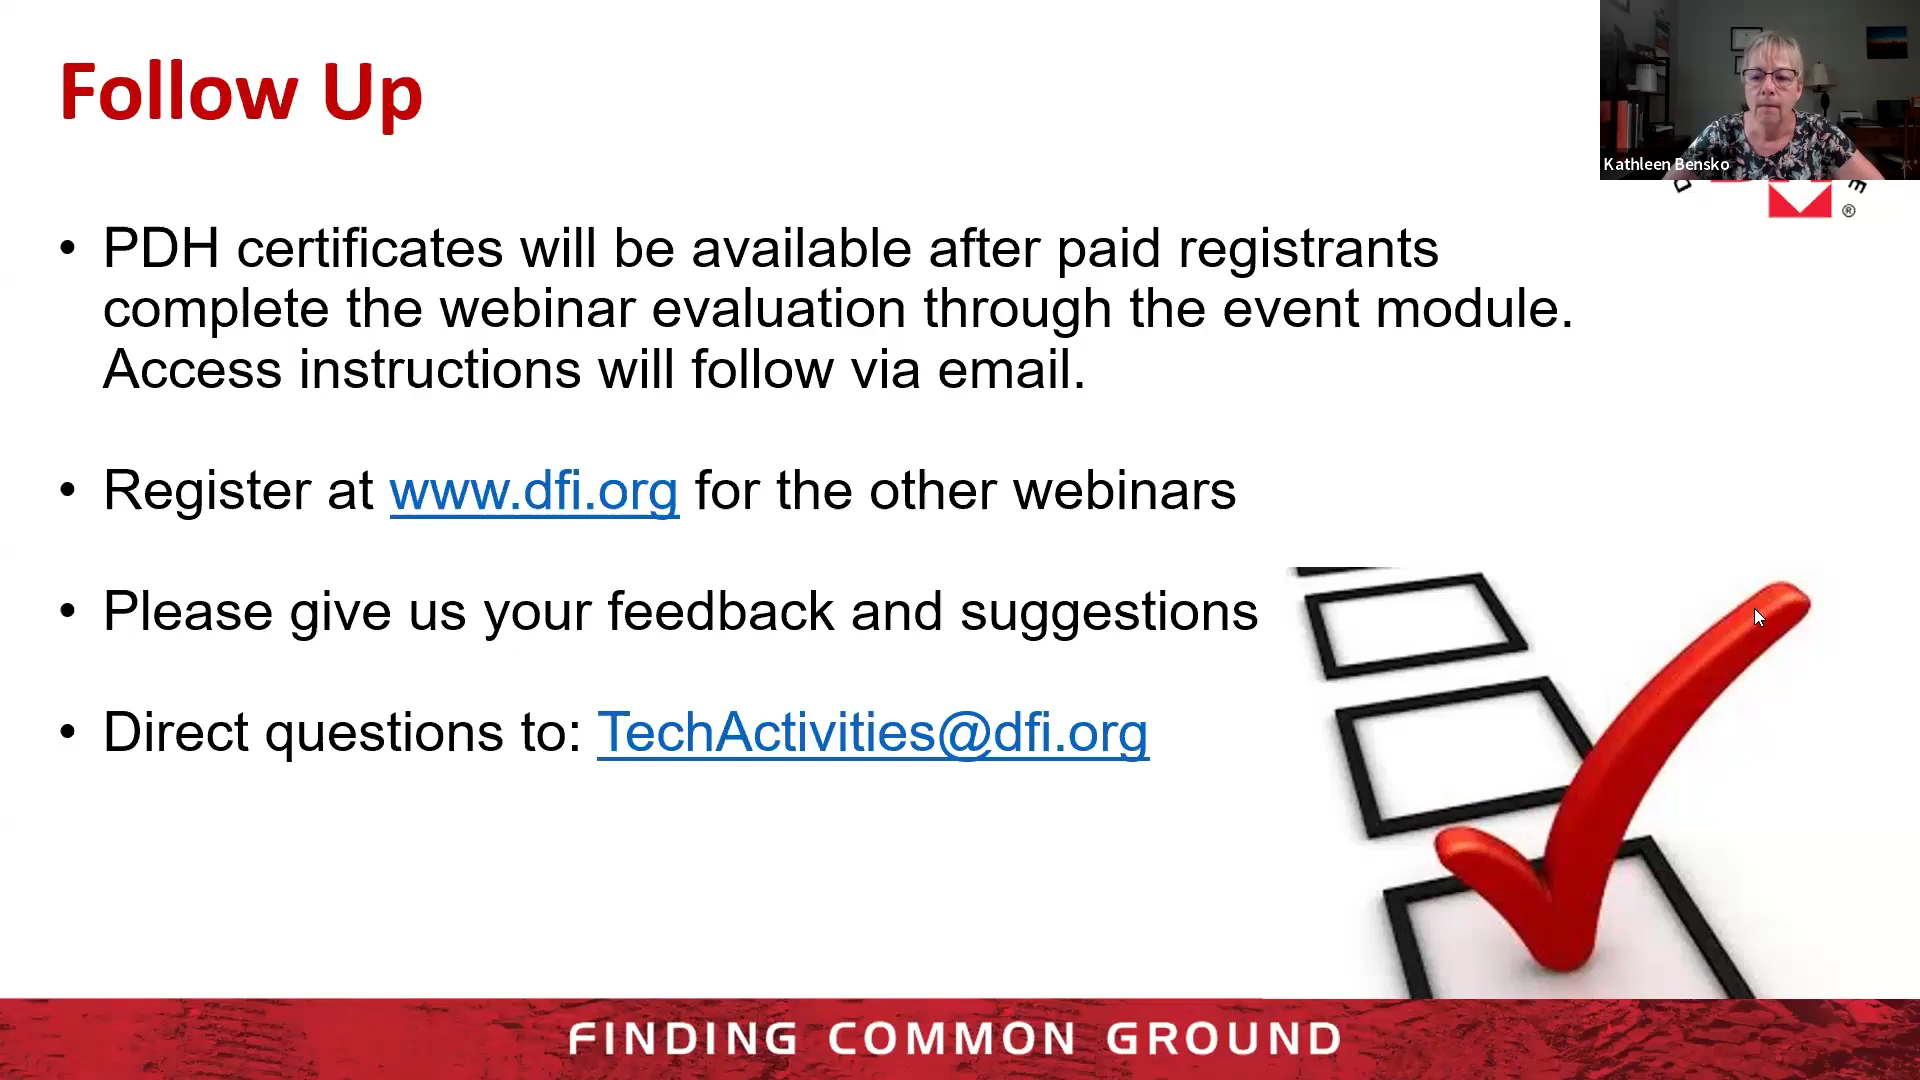 Follow Up
Kathleen Bensko
®
• PDH certificates will be available after paid registrants
complete the webinar evaluation through the event module.
Access instructions will follow via email.
• Register at www.dfi.org for the other webinars
• Please give us your feedback and suggestions
• Direct questions to: TechActivities@dfi.org
FINDING COMMON GROUND